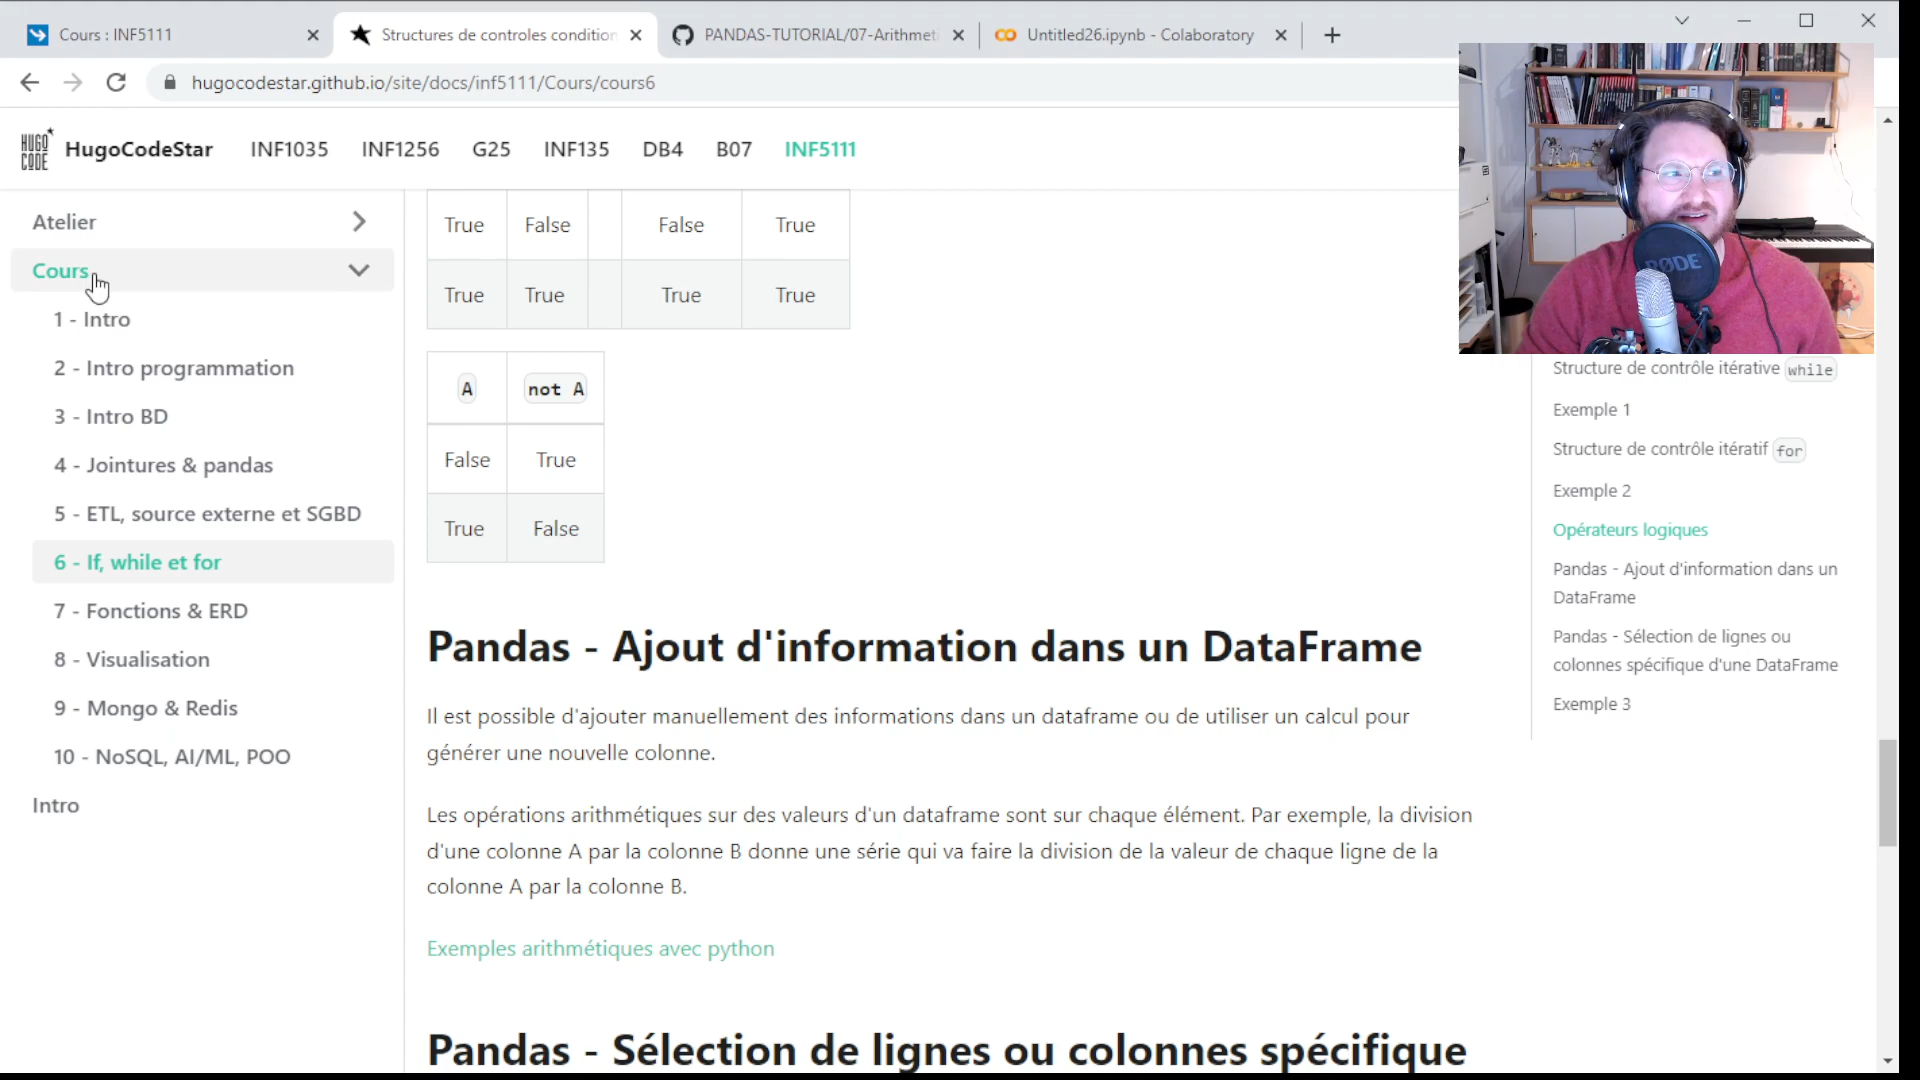 Cours : INF5111
Structures de controles condition
PANDAS-TUTORIAL/07-Arithmeti
Untitled26.ipynb - Colaboratory
hugocodestar.github.io/site/docs/inf5111/Cours/cours6
HUGO
CODE
HugoCodeStar
INF1035
INF1256
G25
INF135
DB4
B07
INF5111
Atelier
Cours
1 - Intro
2 - Intro programmation
3 - Intro BD
4 - Jointures & pandas
5 - ETL, source externe et SGBD
6 - If, while et for
7 - Fonctions & ERD
8 - Visualisation
9 - Mongo & Redis
10 - NoSQL, AI/ML, POO
Intro
True False False True
True True True True
A not A
False True
True False
Pandas - Ajout d'information dans un DataFrame
Il est possible d'ajouter manuellement des informations dans un dataframe ou de utiliser un calcul pour
générer une nouvelle colonne.
Les opérations arithmétiques sur des valeurs d'un dataframe sont sur chaque élément. Par exemple, la division
d'une colonne A par la colonne B donne une série qui va faire la division de la valeur de chaque ligne de la
colonne A par la colonne B.
Exemples arithmétiques avec python
Pandas - Sélection de lignes ou colonnes spécifique
RØDE
Structure de contrôle itérative while
Exemple 1
Structure de contrôle itératif for
Exemple 2
Opérateurs logiques
Pandas - Ajout d'information dans un
DataFrame
Pandas - Sélection de lignes ou
colonnes spécifique d'une DataFrame
Exemple 3